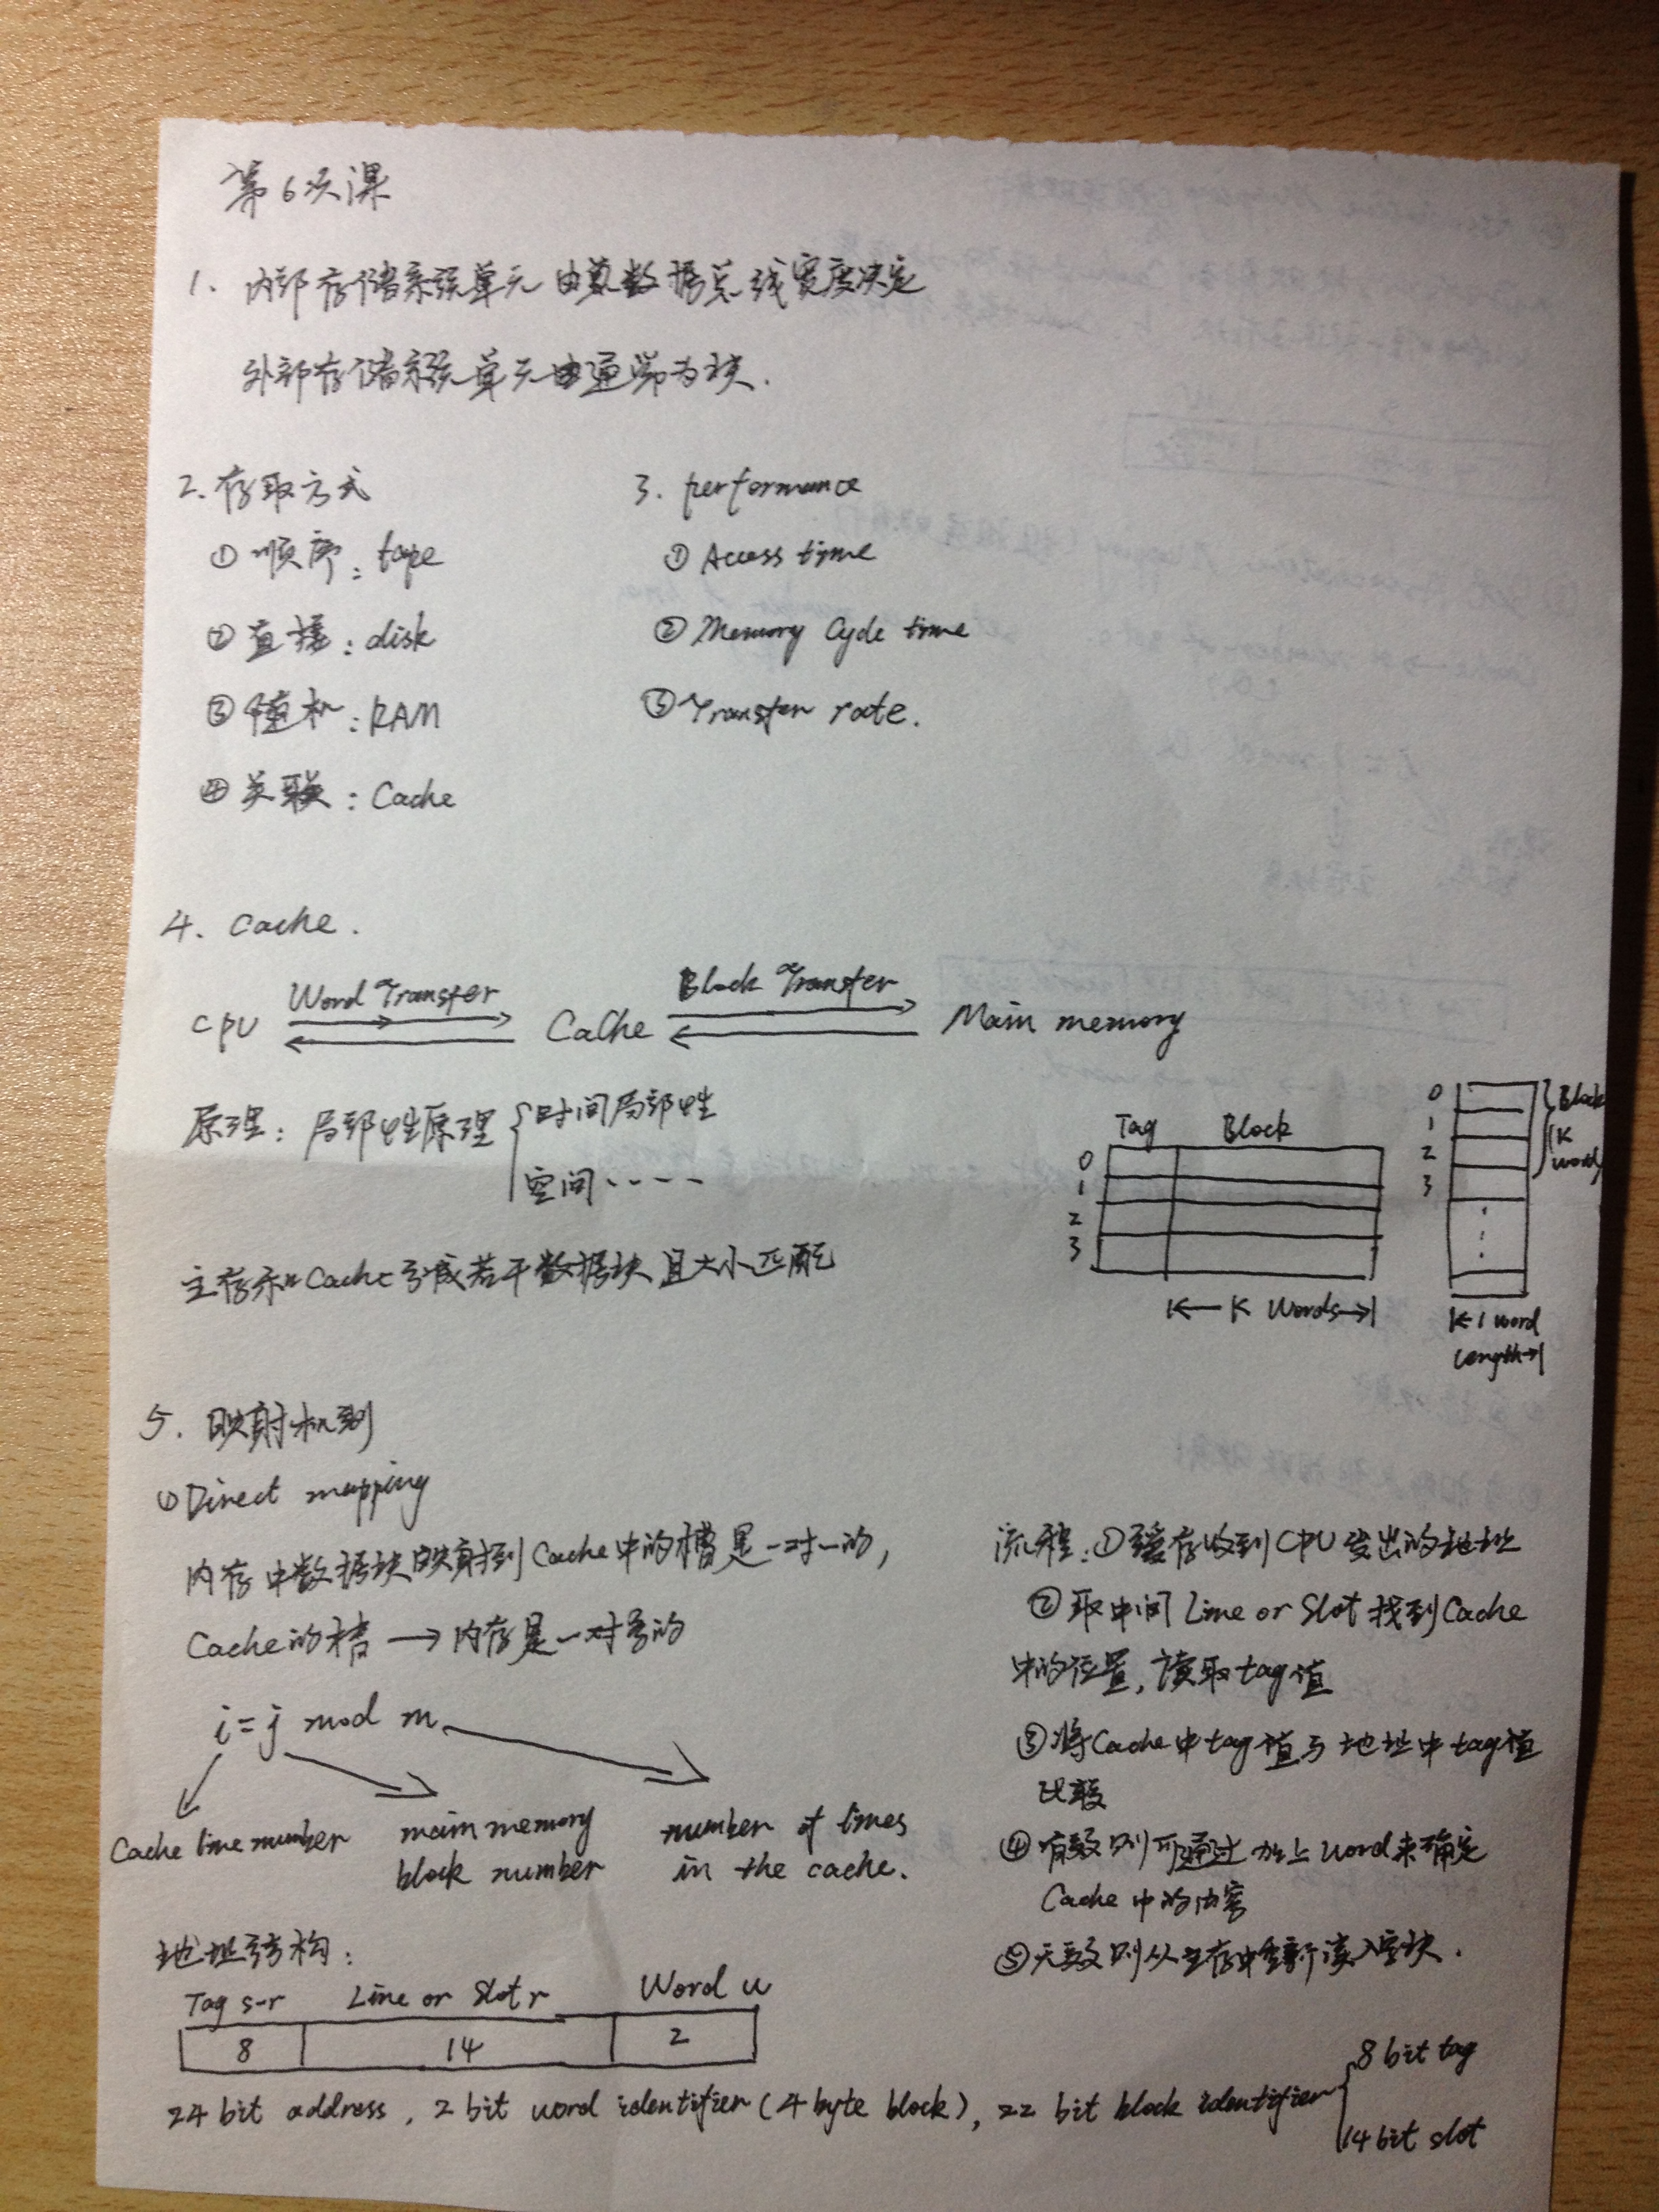 第6次课
1. 内部存储系统单元由数据总线宽度决定
外部存储系统单元通常为块.
2. 存取方式
① 顺序: tape
② 直接: disk
③ 随机: RAM
④ 关联: Cache
3. performance
① Access time
② Memory Cycle time
③ Transfer rate.
4. Cache.
CPU Word Transfer Cache Block Transfer Main memory
原理: 局部性原理 { 时间局部性
空间 · · · ·
主存和Cache分成若干数据块且大小匹配
Tag Block
0
1
2
3
K Words
0
1
2
3
Block
(K
word)
1 word
length
5. 映射机制
① Direct mapping
内存中数据块映射到Cache中的槽是一对一的,
Cache的槽 → 内存是一对多的
i = j mod m
Cache line number
main memory
block number
number of lines
in the cache.
地址结构:
Tag s-r Line or Slot r Word w
8 14 2
24 bit address, 2 bit word identifier (4 byte block), 22 bit block identifier
8 bit tag
14 bit slot
流程: ① 缓存收到CPU发出的地址
② 取中间Line or Slot 找到Cache
中的位置, 读取tag值
③ 将Cache中tag值与地址中tag值
比较
④ 有效则可通过加上word来确定
Cache中的内容
⑤ 无效则从主存中重新读入字块.